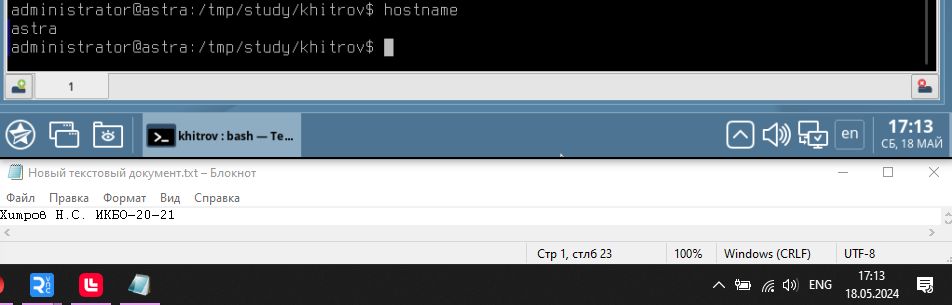 administrator@astra:/tmp/study/khitrov$ hostname
astra
administrator@astra:/tmp/study/khitrov$
1
khitrov : bash — Te...
en
17:13
СБ, 18 МАЙ
Новый текстовый документ.txt – Блокнот
Файл Правка Формат Вид Справка
Хитров Н.С. ИКБО-20-21
Стр 1, стлб 23 100% Windows (CRLF) UTF-8
ENG
17:13
18.05.2024